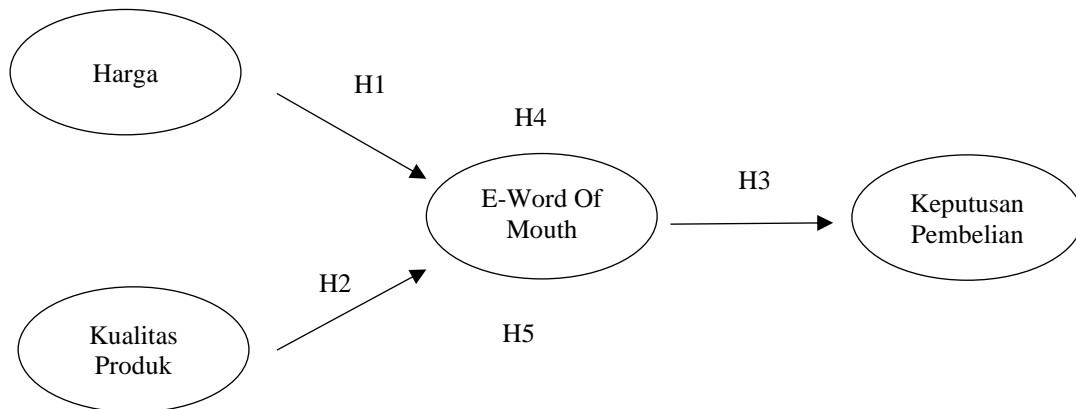 Harga
H1
H4
E-Word Of
Mouth
H3
Keputusan
Pembelian
H2
Kualitas
Produk
H5